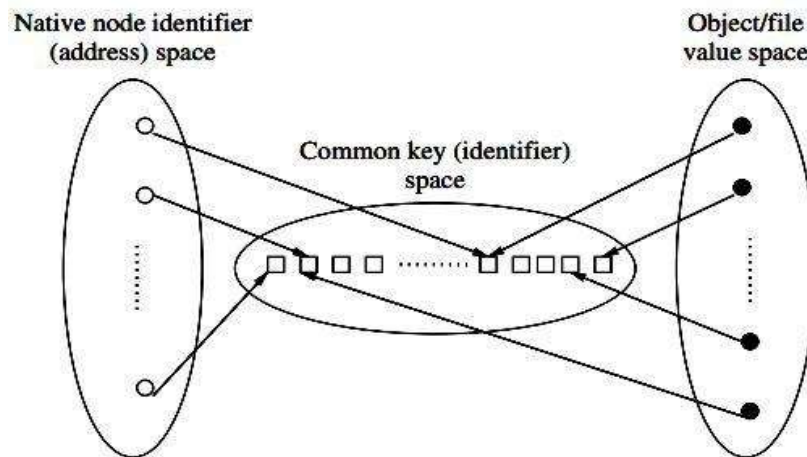 Native node identifier
(address) space
Object/file
value space
Common key (identifier)
space